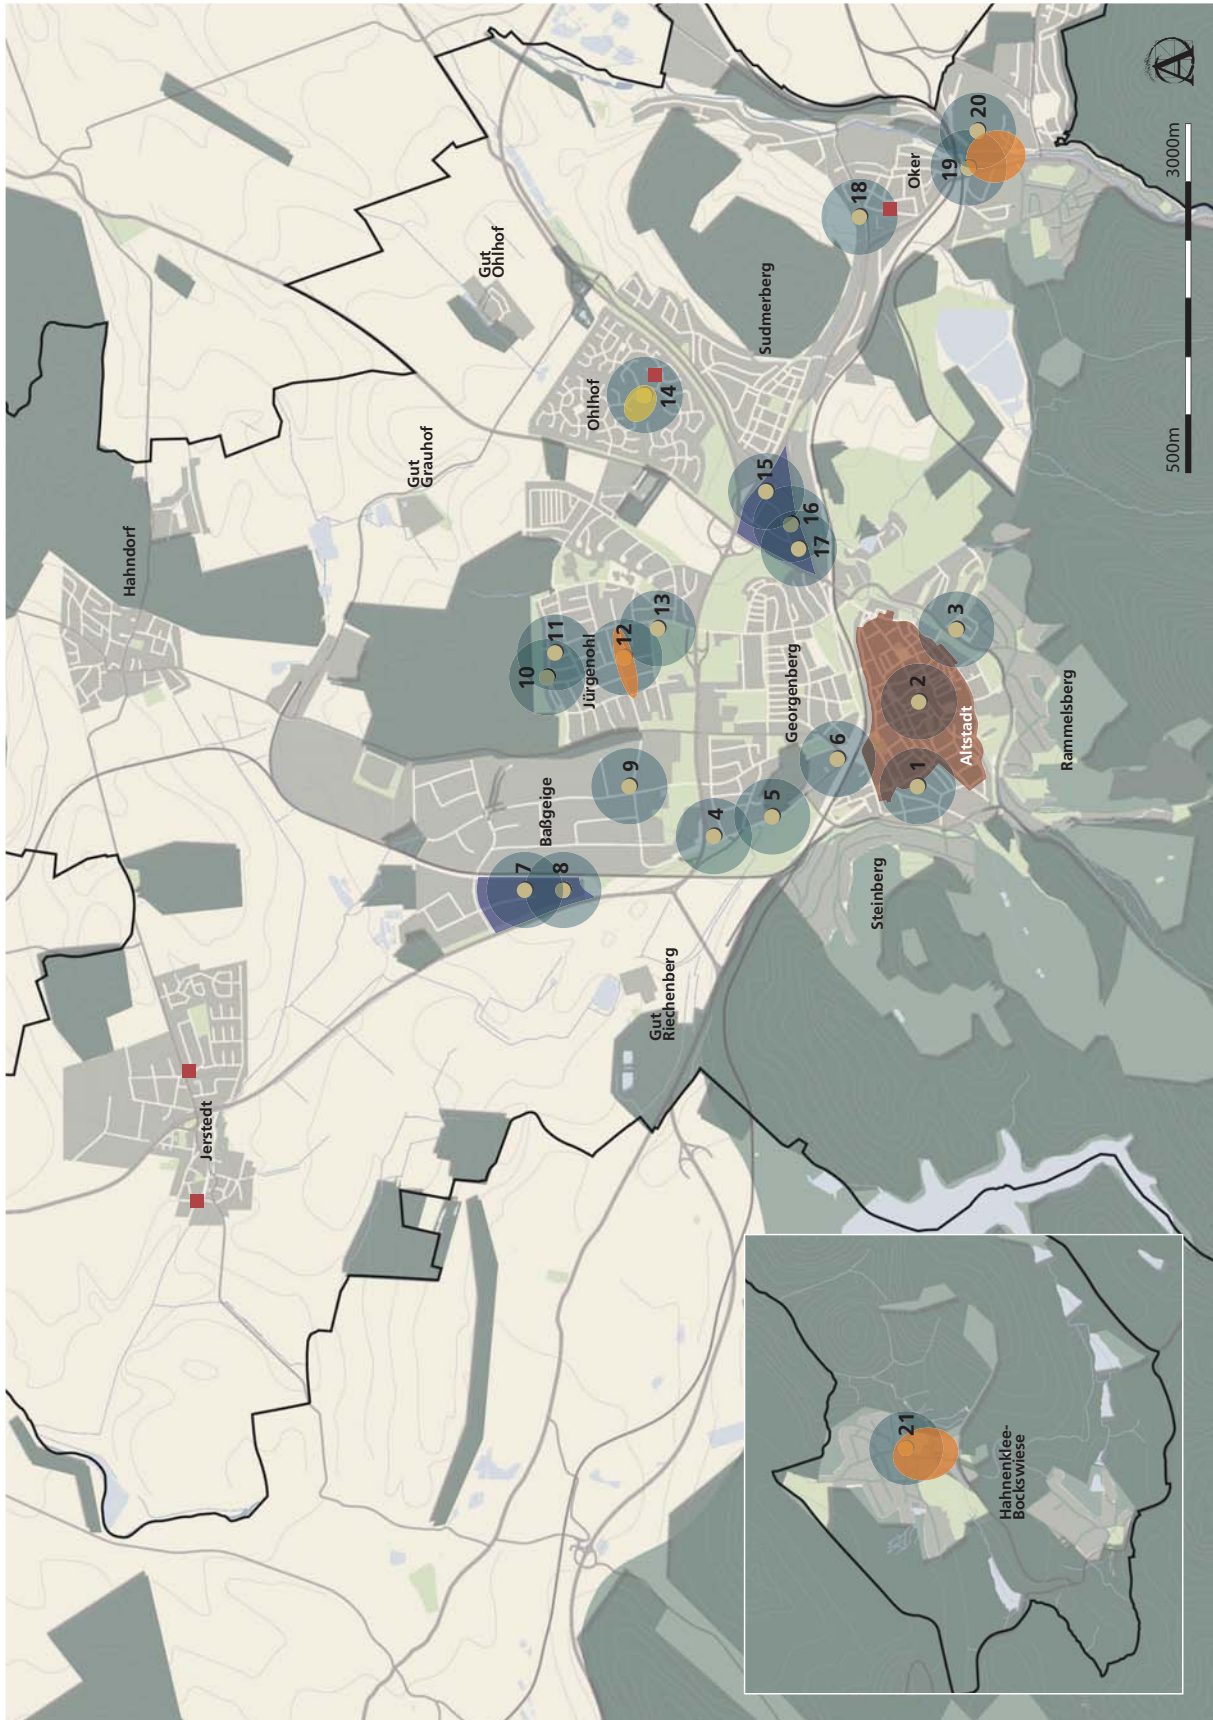 Hahndorf
Jerstedt
Gut
Grauhof
Gut
Ohlhof
7
10
Baßgeige
11
8
Jürgenohl
Ohlhof
12
9
13
Gut
Riechenberg
14
4
15
Sudmerberg
5
Georgenberg
16
17
6
18
Steinberg
21
1
2
Oker
19
3
Altstadt
20
Hahnenklee-
Bockswiese
Rammelsberg
500m 3000m
A